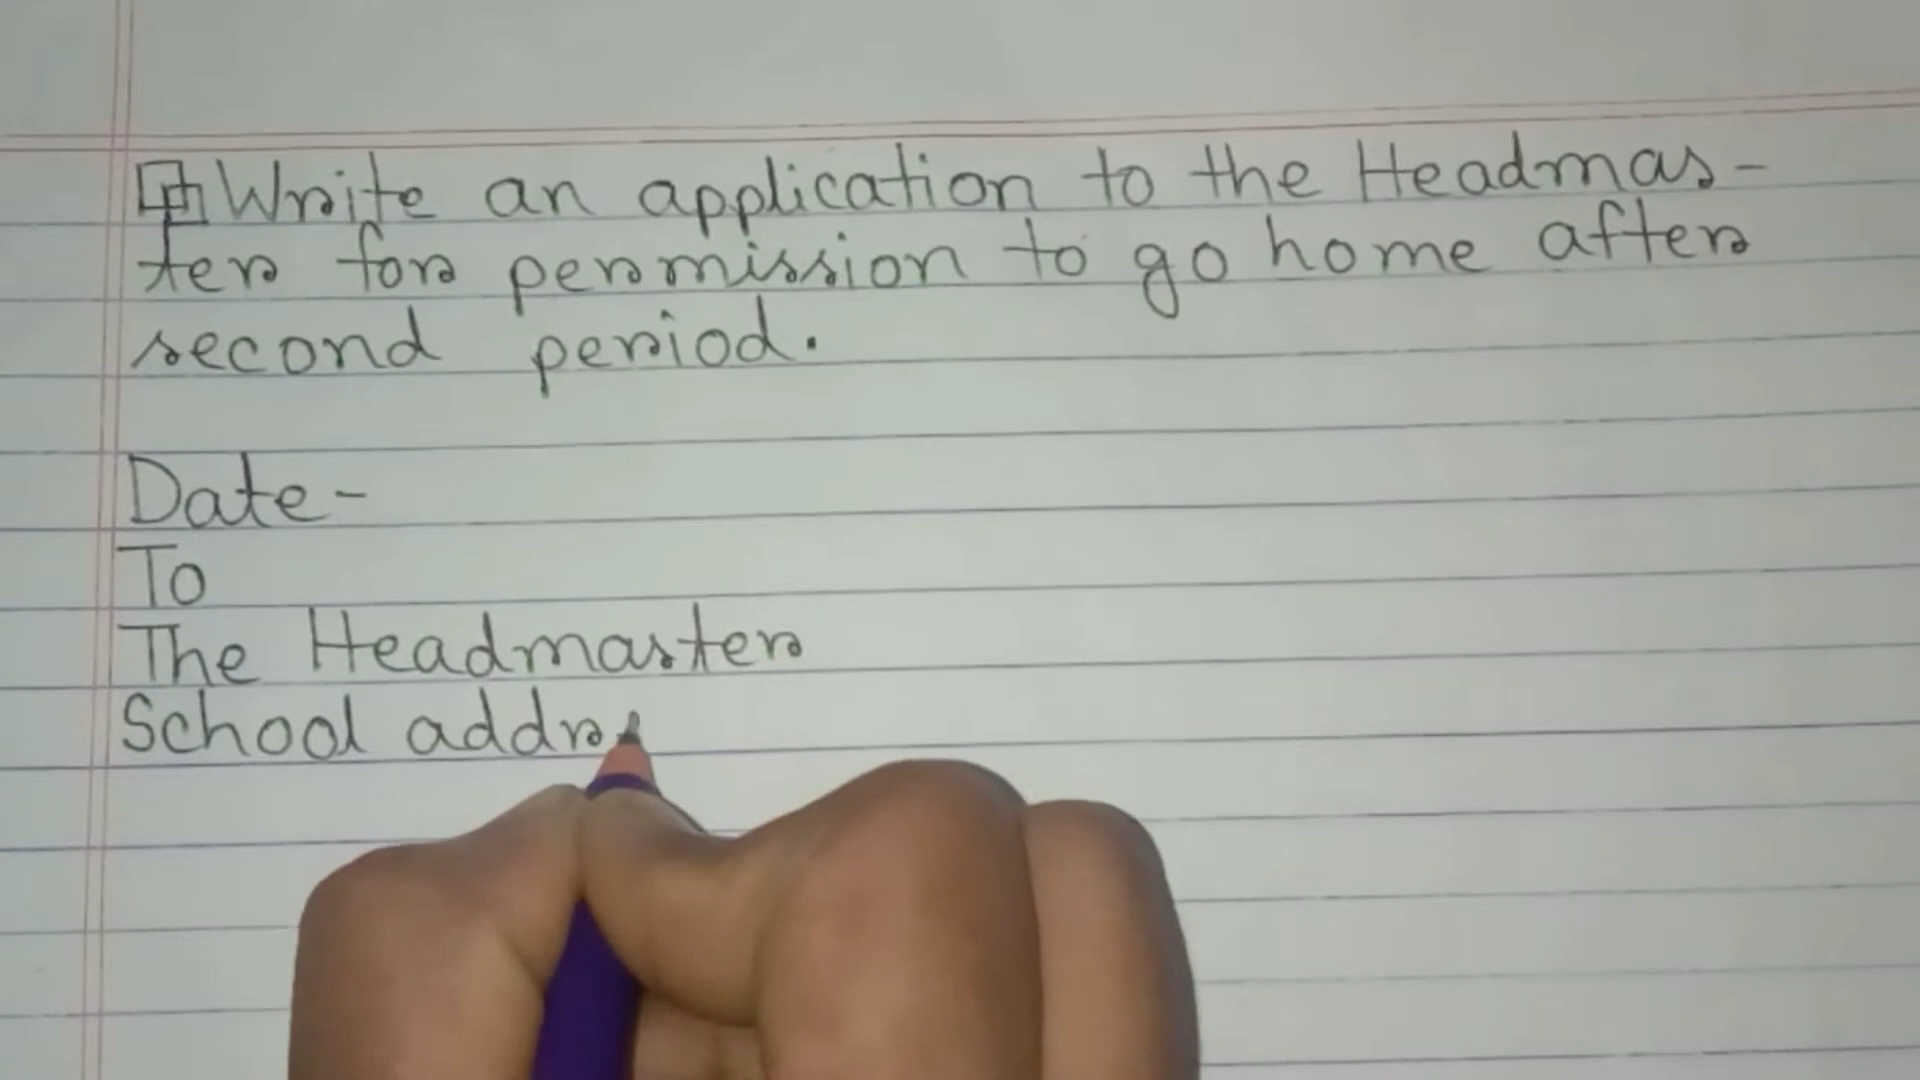 Write an application to the Headmas-
ter for permission to go home after
second period.
Date-
To
The Headmaster
School addr